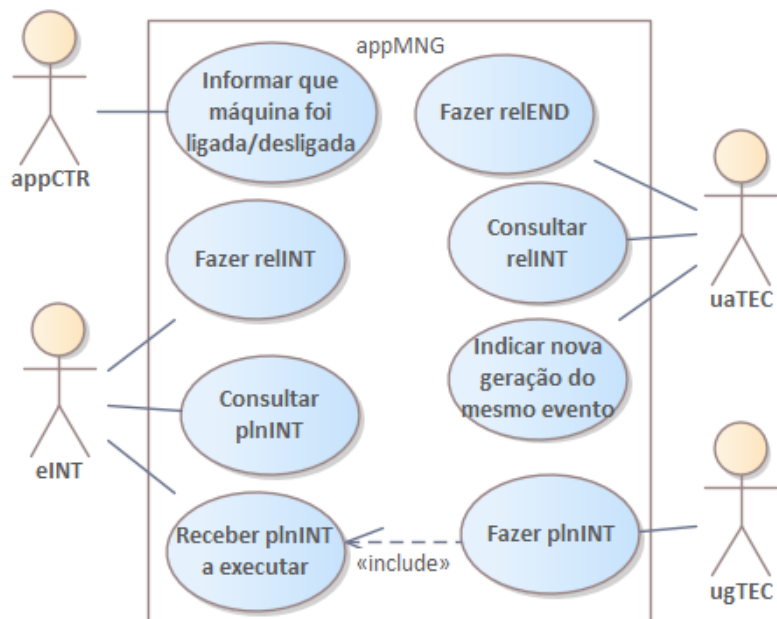 appMNG
Informar que
máquina foi
ligada/desligada
Fazer relEND
appCTR
Consultar
relINT
uaTEC
Fazer relINT
Indicar nova
geração do
mesmo evento
Consultar
plnINT
eINT
Receber plnINT
a executar
«include»
Fazer plnINT
ugTEC